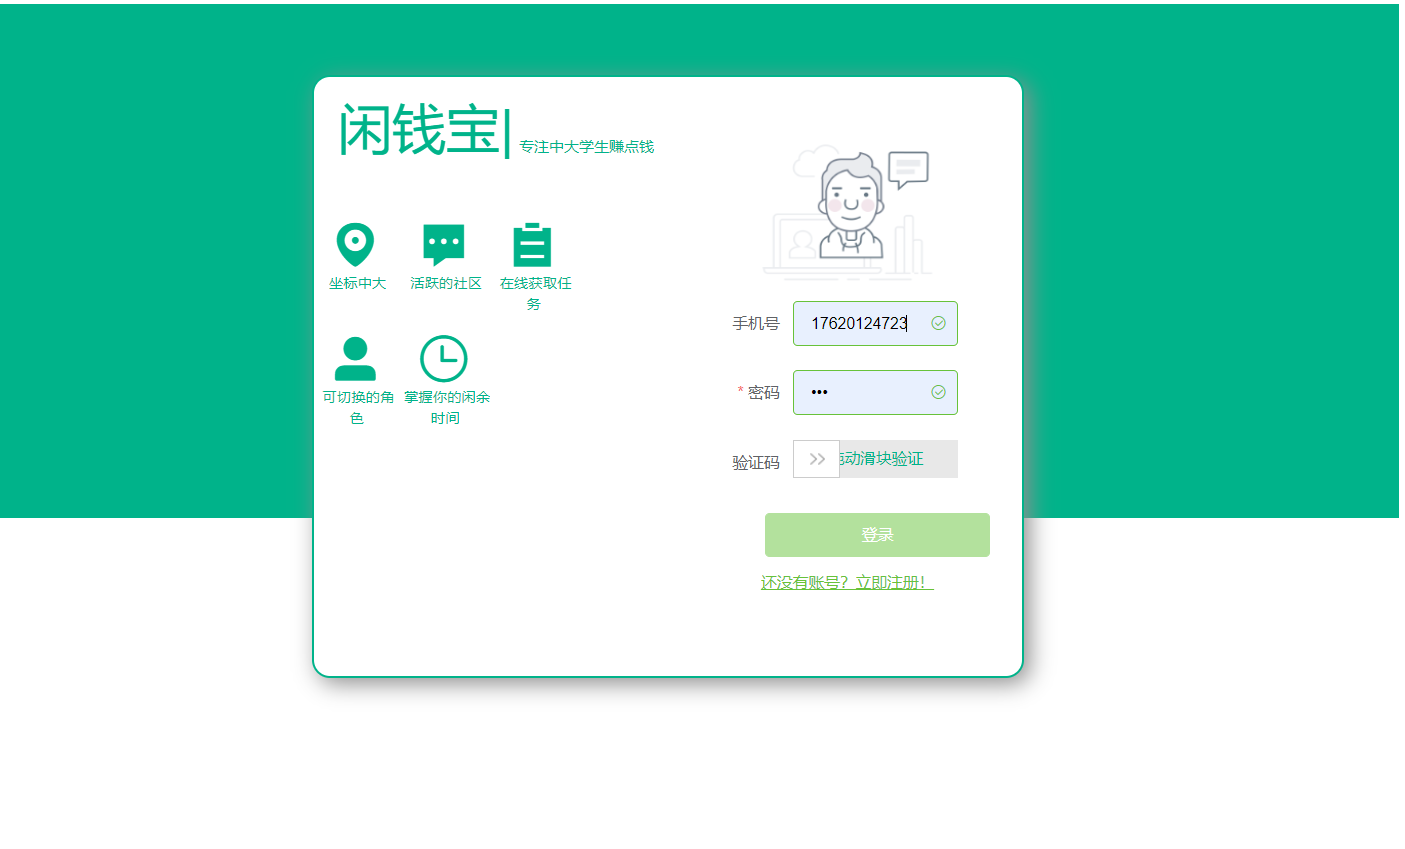 闲钱宝|
专注中大学生赚点钱
坐标中大
活跃的社区
在线获取任
务
可切换的角
色
掌握你的闲余
时间
手机号
17620124723
* 密码
•••
验证码
动滑块验证
登录
还没有账号？立即注册！